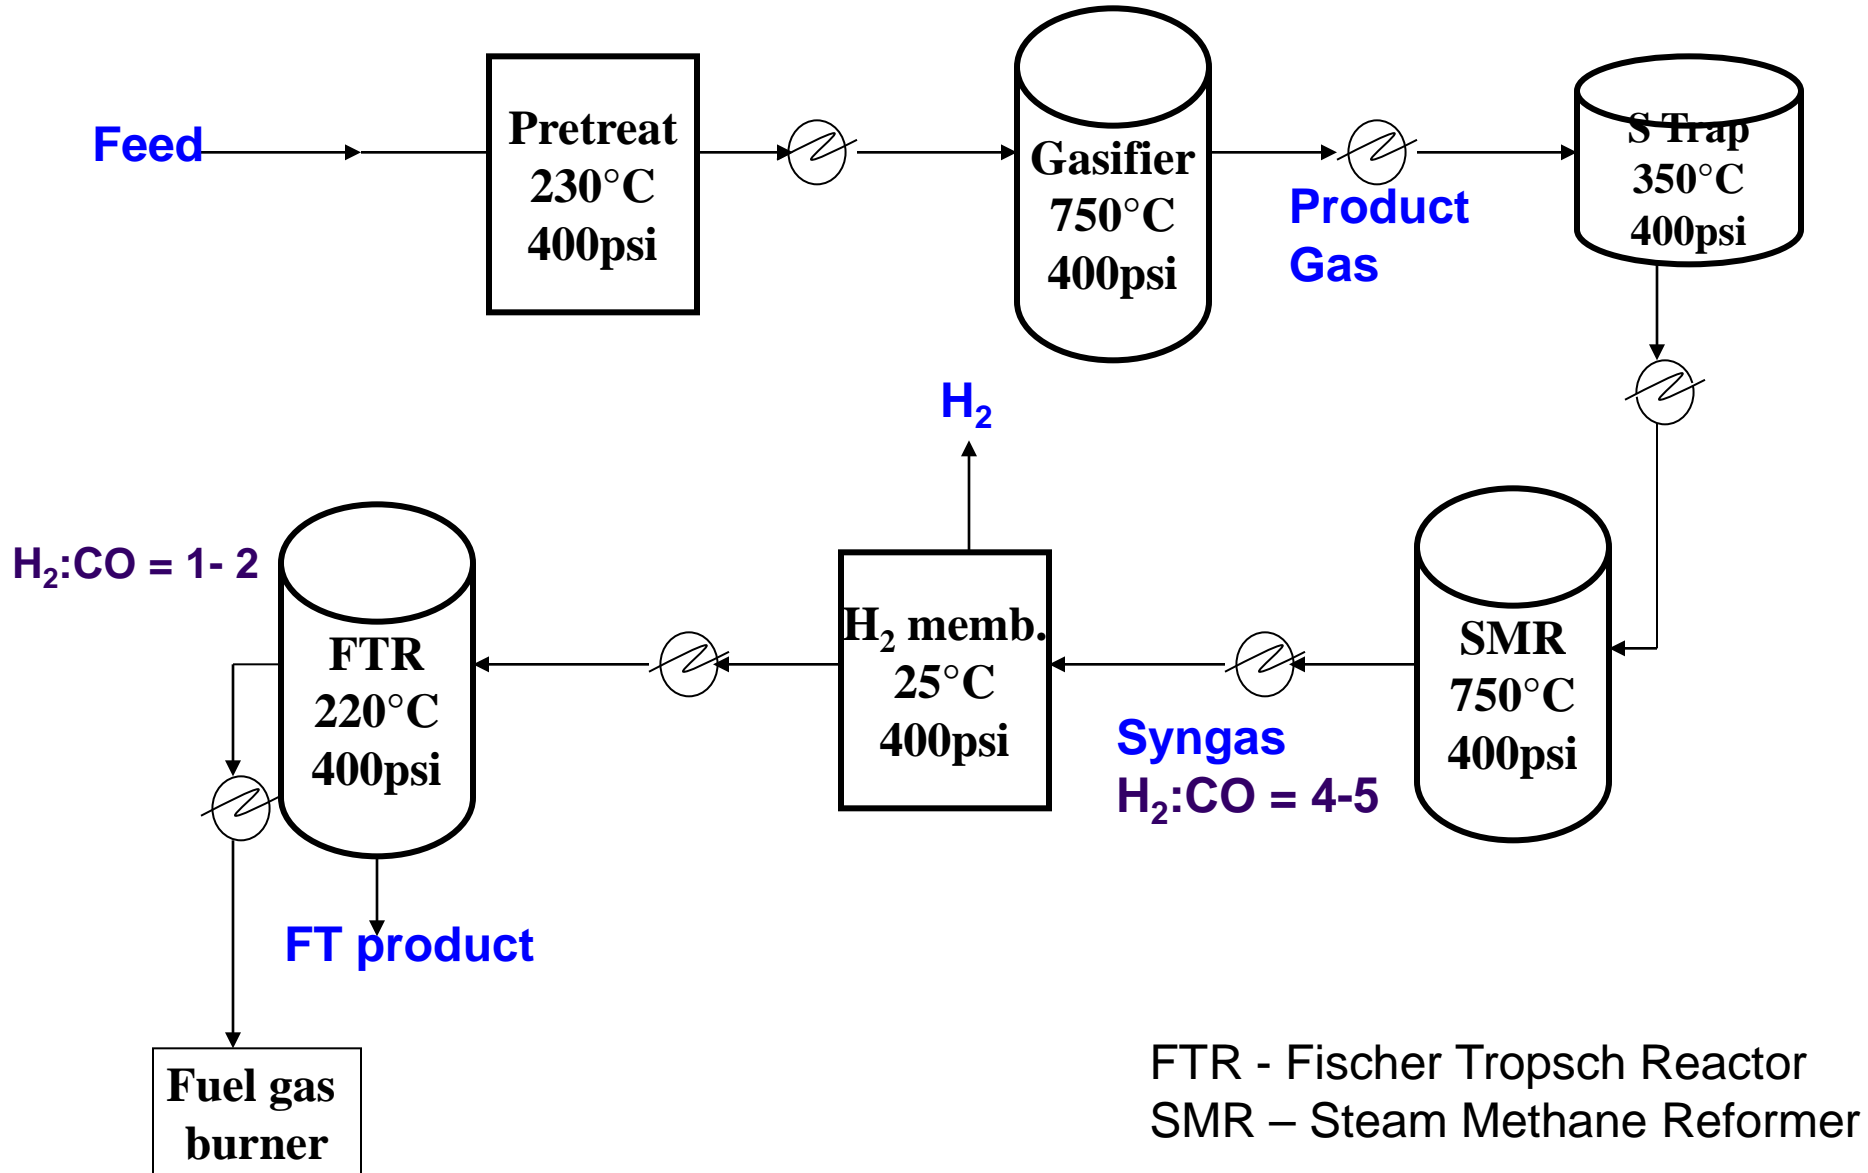 Feed
Pretreat
230°C
400psi
Gasifier
750°C
400psi
Product
Gas
S Trap
350°C
400psi
H₂
H₂:CO = 1- 2
FTR
220°C
400psi
H₂ memb.
25°C
400psi
Syngas
H₂:CO = 4-5
SMR
750°C
400psi
FT product
Fuel gas
burner
FTR - Fischer Tropsch Reactor
SMR – Steam Methane Reformer